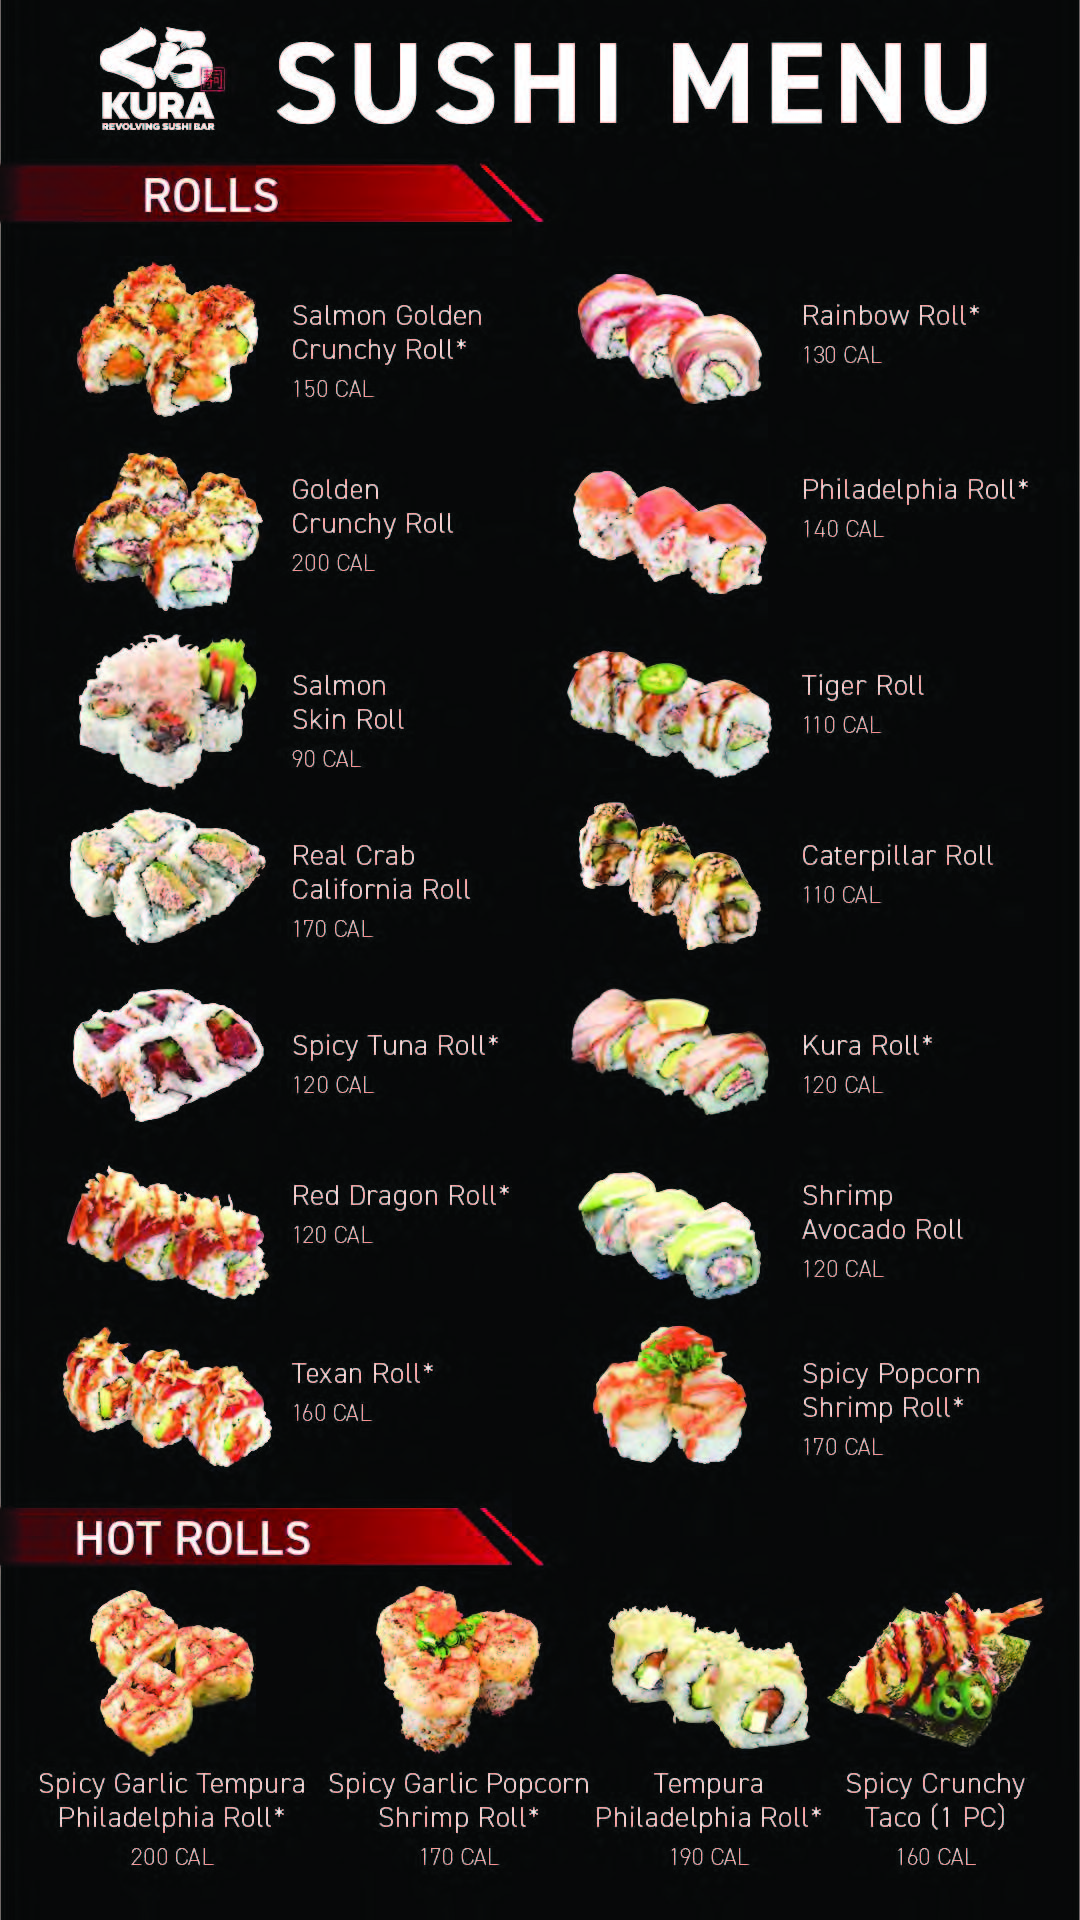 くら
KURA
REVOLVING SUSHI BAR
SUSHI MENU
ROLLS
Salmon Golden
Crunchy Roll*
150 CAL
Rainbow Roll*
130 CAL
Golden
Crunchy Roll
200 CAL
Philadelphia Roll*
140 CAL
Salmon
Skin Roll
90 CAL
Tiger Roll
110 CAL
Real Crab
California Roll
170 CAL
Caterpillar Roll
110 CAL
Spicy Tuna Roll*
120 CAL
Kura Roll*
120 CAL
Red Dragon Roll*
120 CAL
Shrimp
Avocado Roll
120 CAL
Texan Roll*
160 CAL
Spicy Popcorn
Shrimp Roll*
170 CAL
HOT ROLLS
Spicy Garlic Tempura
Philadelphia Roll*
200 CAL
Spicy Garlic Popcorn
Shrimp Roll*
170 CAL
Tempura
Philadelphia Roll*
190 CAL
Spicy Crunchy
Taco (1 PC)
160 CAL